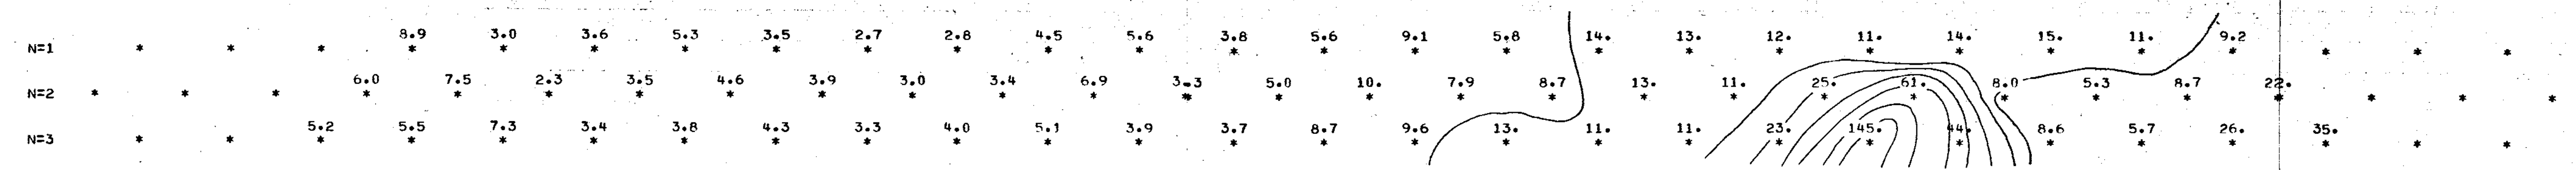 8.9 3.0 3.6 5.3 3.5 2.7 2.8 4.5 5.6 3.8 5.6 9.1 5.8 14. 13. 12. 11. 14. 15. 11. 9.2
N=1 * * * * * * * * * * * * * * * * * * * * * * * * * * *
6.0 7.5 2.3 3.5 4.6 3.9 3.0 3.4 6.9 3.3 5.0 10. 7.9 8.7 13. 11. 25. 61. 8.0 5.3 8.7 22.
N=2 * * * * * * * * * * * * * * * * * * * * * * * * * * * *
5.2 5.5 7.3 3.4 3.8 4.3 3.3 4.0 5.1 3.9 3.7 8.7 9.6 13. 11. 11. 23. 145. 44. 8.6 5.7 26. 35.
N=3 * * * * * * * * * * * * * * * * * * * * * * * * * * *